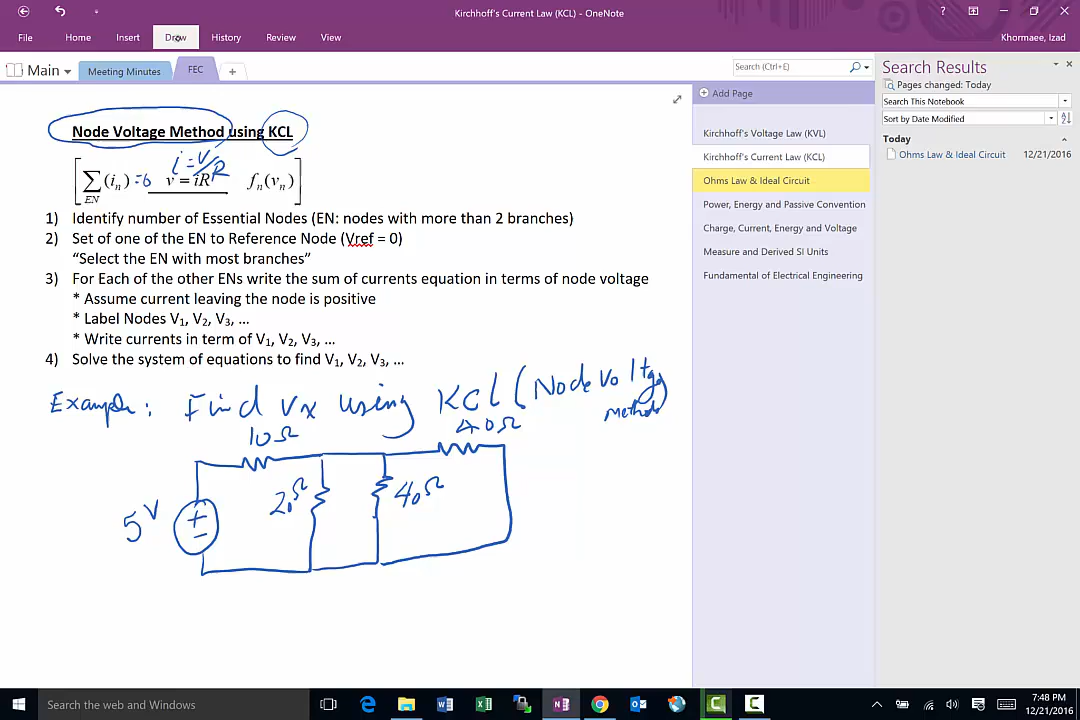 Kirchhoff's Current Law (KCL) - OneNote
File Home Insert Draw History Review View
Khormaee, Izad
Main Meeting Minutes FEC
Search (Ctrl+E)
Node Voltage Method using KCL
i = V/R
∑ (iₙ) = 0 v = iR fₙ(vₙ)
EN
1) Identify number of Essential Nodes (EN: nodes with more than 2 branches)
2) Set of one of the EN to Reference Node (Vref = 0)
“Select the EN with most branches”
3) For Each of the other ENs write the sum of currents equation in terms of node voltage
* Assume current leaving the node is positive
* Label Nodes V₁, V₂, V₃, ...
* Write currents in term of V₁, V₂, V₃, ...
4) Solve the system of equations to find V₁, V₂, V₃, ...
Example: Find Vx using KCL (Node Voltge
Method)
10Ω 40Ω
5V 20Ω 40Ω
Add Page
Kirchhoff's Voltage Law (KVL)
Kirchhoff's Current Law (KCL)
Ohms Law & Ideal Circuit
Power, Energy and Passive Convention
Charge, Current, Energy and Voltage
Measure and Derived SI Units
Fundamental of Electrical Engineering
Search Results
Pages changed: Today
Search This Notebook
Sort by Date Modified
Today
Ohms Law & Ideal Circuit 12/21/2016
Search the web and Windows
7:48 PM
12/21/2016